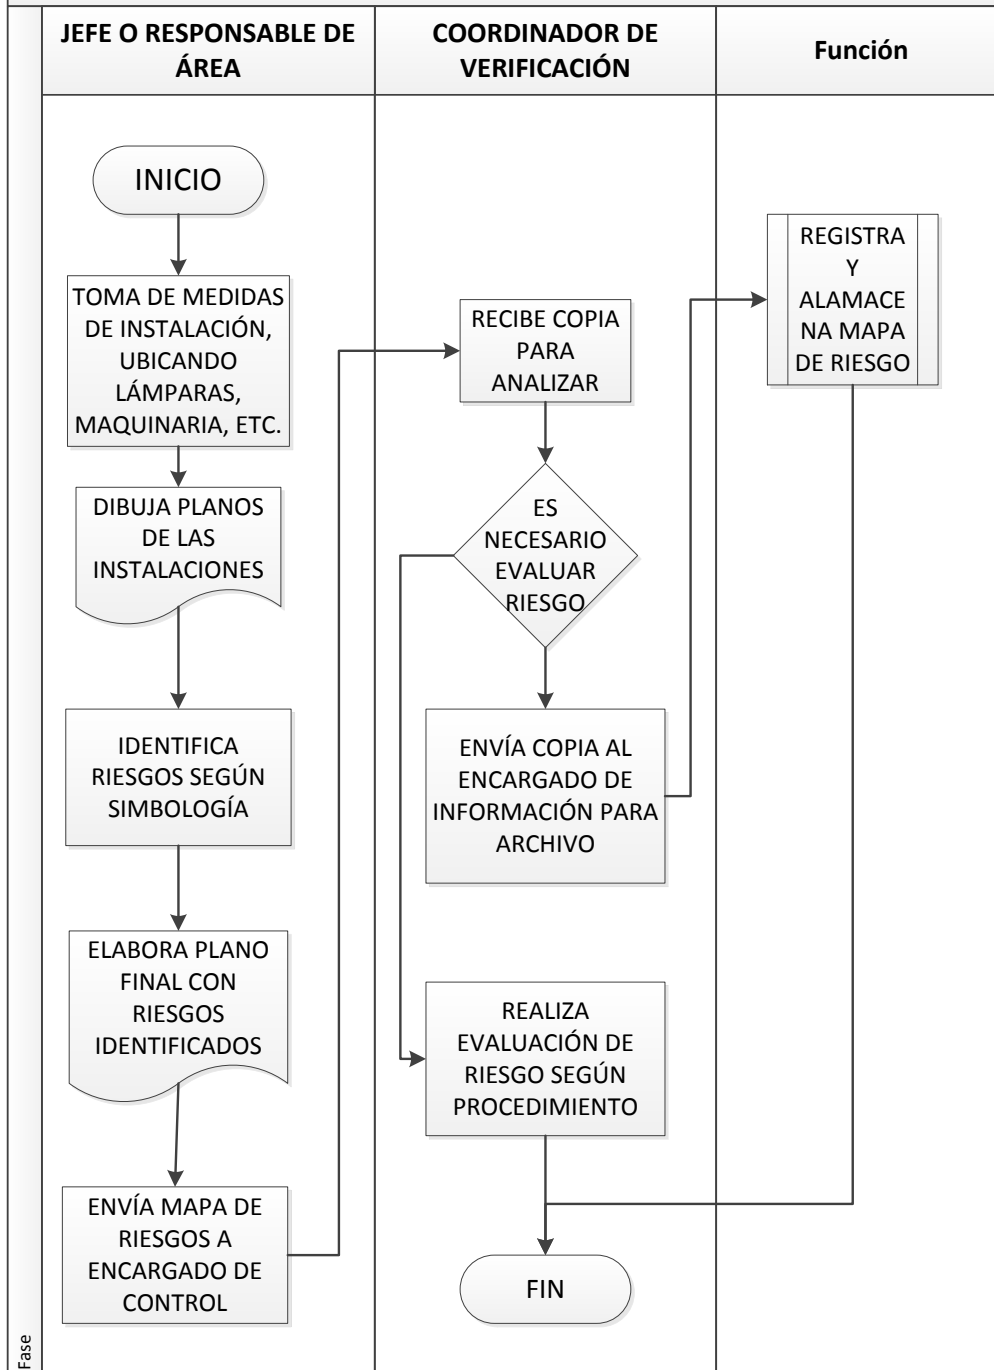 JEFE O RESPONSABLE DE
ÁREA
COORDINADOR DE
VERIFICACIÓN
Función
INICIO
TOMA DE MEDIDAS
DE INSTALACIÓN,
UBICANDO
LÁMPARAS,
MAQUINARIA, ETC.
DIBUJA PLANOS
DE LAS
INSTALACIONES
IDENTIFICA
RIESGOS SEGÚN
SIMBOLOGÍA
ELABORA PLANO
FINAL CON
RIESGOS
IDENTIFICADOS
ENVÍA MAPA DE
RIESGOS A
ENCARGADO DE
CONTROL
RECIBE COPIA
PARA
ANALIZAR
ES
NECESARIO
EVALUAR
RIESGO
ENVÍA COPIA AL
ENCARGADO DE
INFORMACIÓN PARA
ARCHIVO
REALIZA
EVALUACIÓN DE
RIESGO SEGÚN
PROCEDIMIENTO
FIN
REGISTRA
Y
ALAMACE
NA MAPA
DE RIESGO
Fase